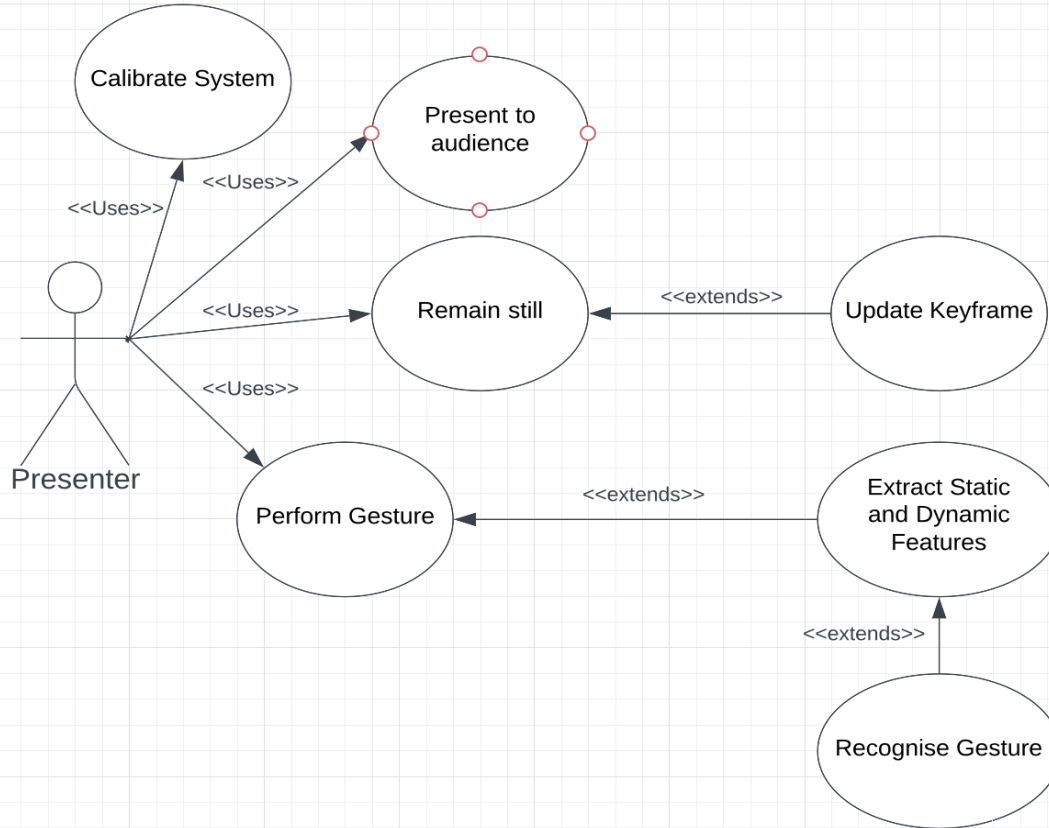 Calibrate System
Present to
audience
<<Uses>>
<<Uses>>
<<Uses>>
Remain still
<<extends>>
Update Keyframe
<<Uses>>
Presenter
Perform Gesture
<<extends>>
Extract Static
and Dynamic
Features
<<extends>>
Recognise Gesture